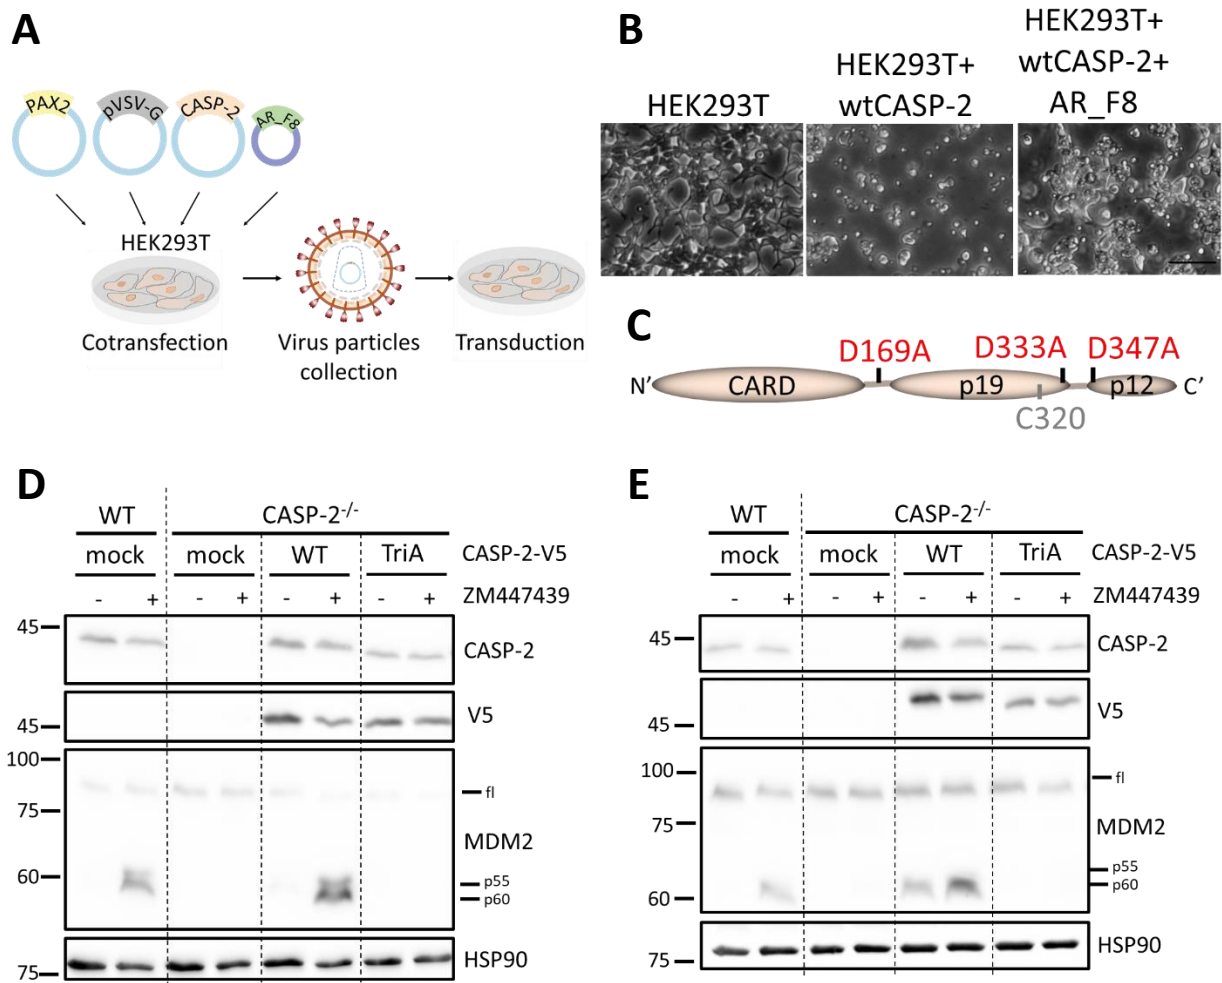 A
PAX2
pVSV-G
CASP-2
AR_F8
HEK293T
Cotransfection
Virus particles
collection
Transduction
B
HEK293T
HEK293T+
wtCASP-2
HEK293T+
wtCASP-2+
AR_F8
C
D169A D333A D347A
N' CARD p19 p12 C'
C320
D
WT CASP-2-/-
mock mock WT TriA CASP-2-V5
- + - + - + - + ZM447439
45 CASP-2
45 V5
100
fl
75
MDM2
60
p55
p60
75 HSP90
E
WT CASP-2-/-
mock mock WT TriA CASP-2-V5
- + - + - + - + ZM447439
45 CASP-2
V5
45
100 fl
75 MDM2
p55
p60
60
75 HSP90